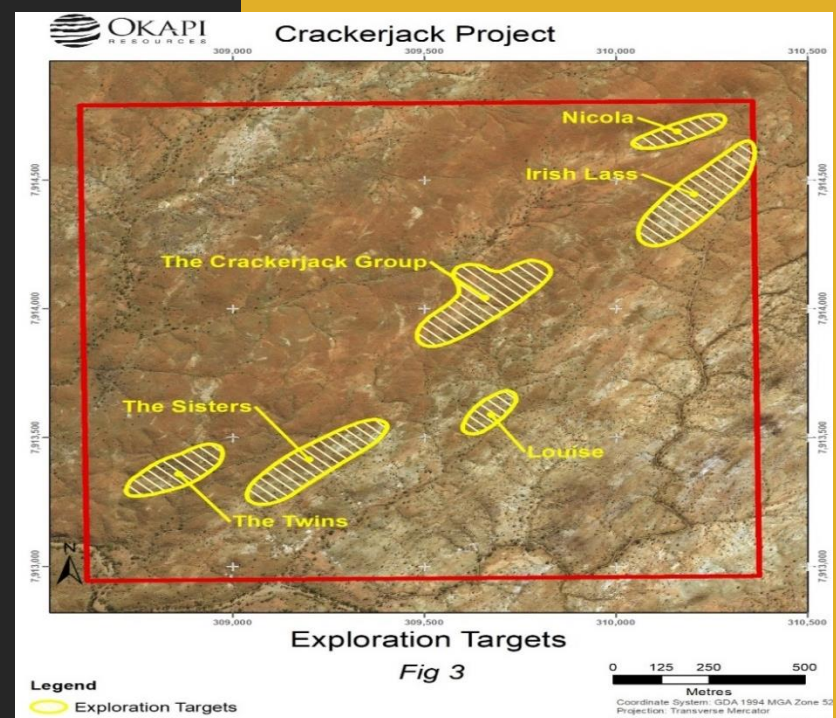 OKAPI
RESOURCES
Crackerjack Project
309,000 309,500 310,000 310,500
Nicola
7,914,500 7,914,500
Irish Lass
The Crackerjack Group
7,914,000 7,914,000
The Sisters
7,913,500 7,913,500
Louise
The Twins
N
7,913,000 7,913,000
309,000 309,500 310,000 310,500
Exploration Targets
Fig 3
Legend
Exploration Targets
0 125 250 500
Metres
Coordinate System: GDA 1994 MGA Zone 52
Projection: Transverse Mercator